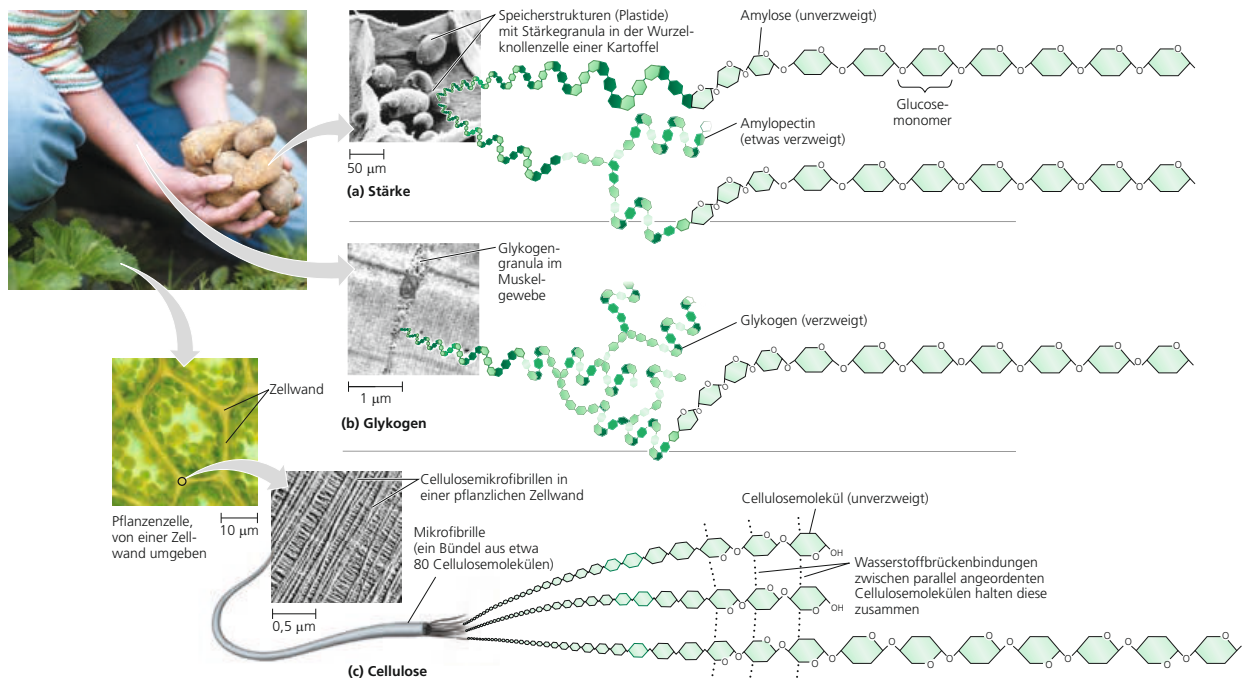 Speicherstrukturen (Plastide)
mit Stärkegranula in der Wurzel-
knollenzelle einer Kartoffel
Amylose (unverzweigt)
O O O O O O O O O
O O O O O O O O
Glucose-
monomer
Amylopectin
(etwas verzweigt)
50 µm
(a) Stärke
O O O O O O O O O
O O O O O O O O
Glykogen-
granula im
Muskel-
gewebe
Glykogen (verzweigt)
1 µm
(b) Glykogen
Zellwand
Pflanzenzelle,
von einer Zell-
wand umgeben
10 µm
Cellulosemikrofibrillen in
einer pflanzlichen Zellwand
Mikrofibrille
(ein Bündel aus etwa
80 Cellulosemolekülen)
0,5 µm
Cellulosemolekül (unverzweigt)
OH
Wasserstoffbrückenbindungen
zwischen parallel angeordenten
Cellulosemolekülen halten diese
zusammen
OH
(c) Cellulose